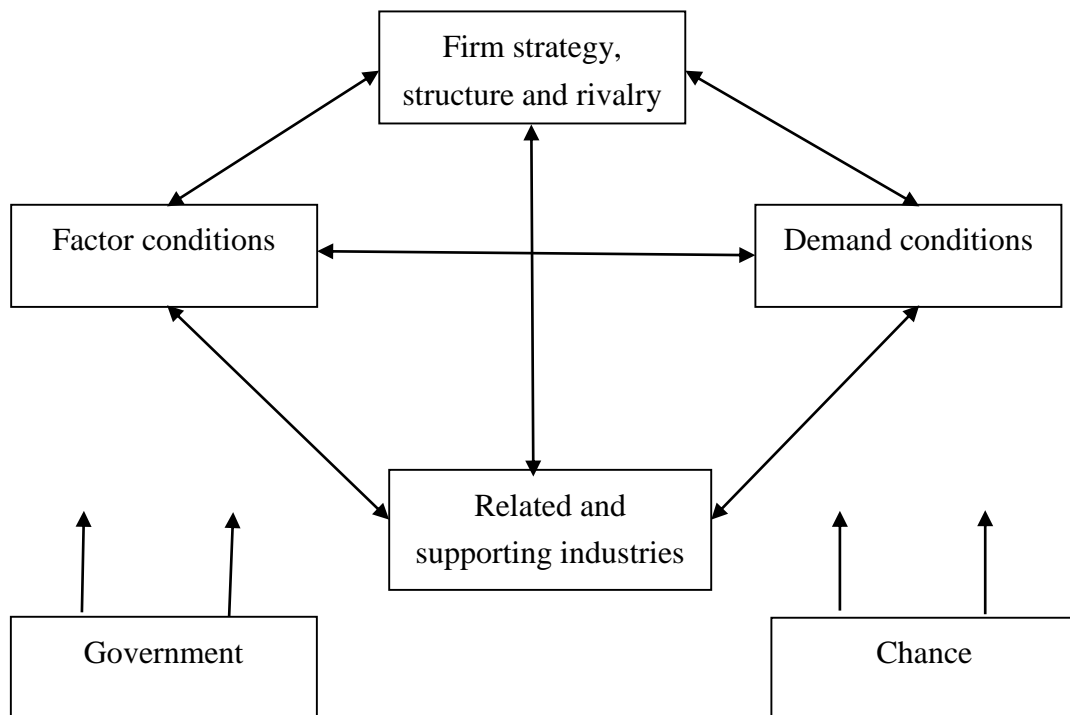 Firm strategy,
structure and rivalry
Factor conditions
Demand conditions
Related and
supporting industries
Government
Chance